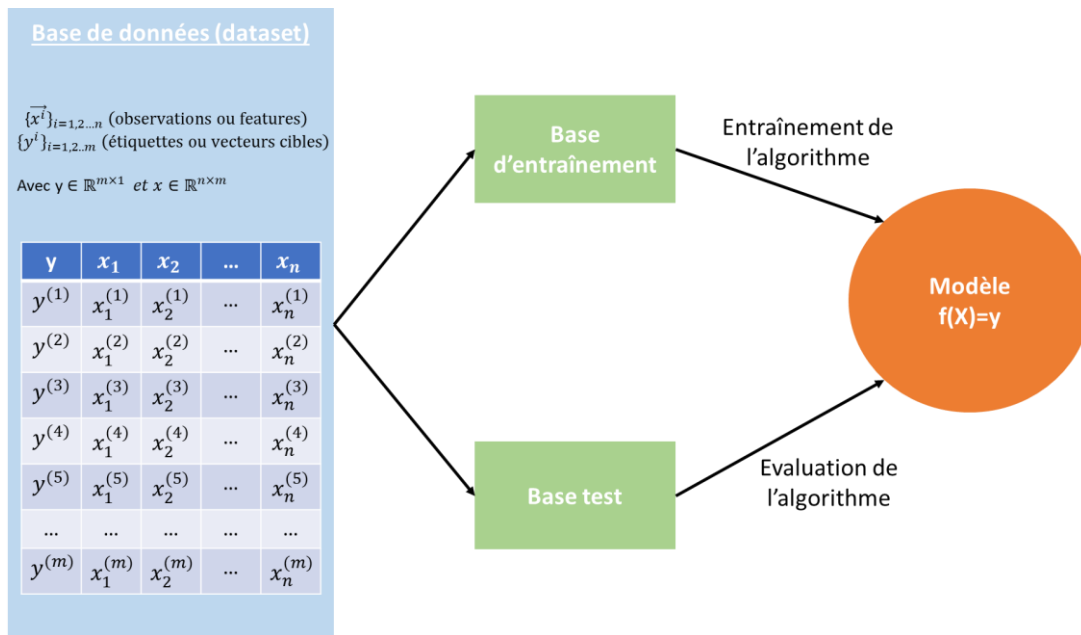 Base de données (dataset)
{x⃗ⁱ}ᵢ₌₁,₂…ₙ (observations ou features)
{yⁱ}ᵢ₌₁,₂..ₘ (étiquettes ou vecteurs cibles)
Avec y ∈ ℝᵐˣ¹ et x ∈ ℝⁿˣᵐ
y x₁ x₂ ... xₙ
y⁽¹⁾ x₁⁽¹⁾ x₂⁽¹⁾ ... xₙ⁽¹⁾
y⁽²⁾ x₁⁽²⁾ x₂⁽²⁾ ... xₙ⁽²⁾
y⁽³⁾ x₁⁽³⁾ x₂⁽³⁾ ... xₙ⁽³⁾
y⁽⁴⁾ x₁⁽⁴⁾ x₂⁽⁴⁾ ... xₙ⁽⁴⁾
y⁽⁵⁾ x₁⁽⁵⁾ x₂⁽⁵⁾ ... xₙ⁽⁵⁾
... ... ... ... ...
y⁽ᵐ⁾ x₁⁽ᵐ⁾ x₂⁽ᵐ⁾ ... xₙ⁽ᵐ⁾
Base
d'entraînement
Base test
Entraînement de
l'algorithme
Evaluation de
l'algorithme
Modèle
f(X)=y